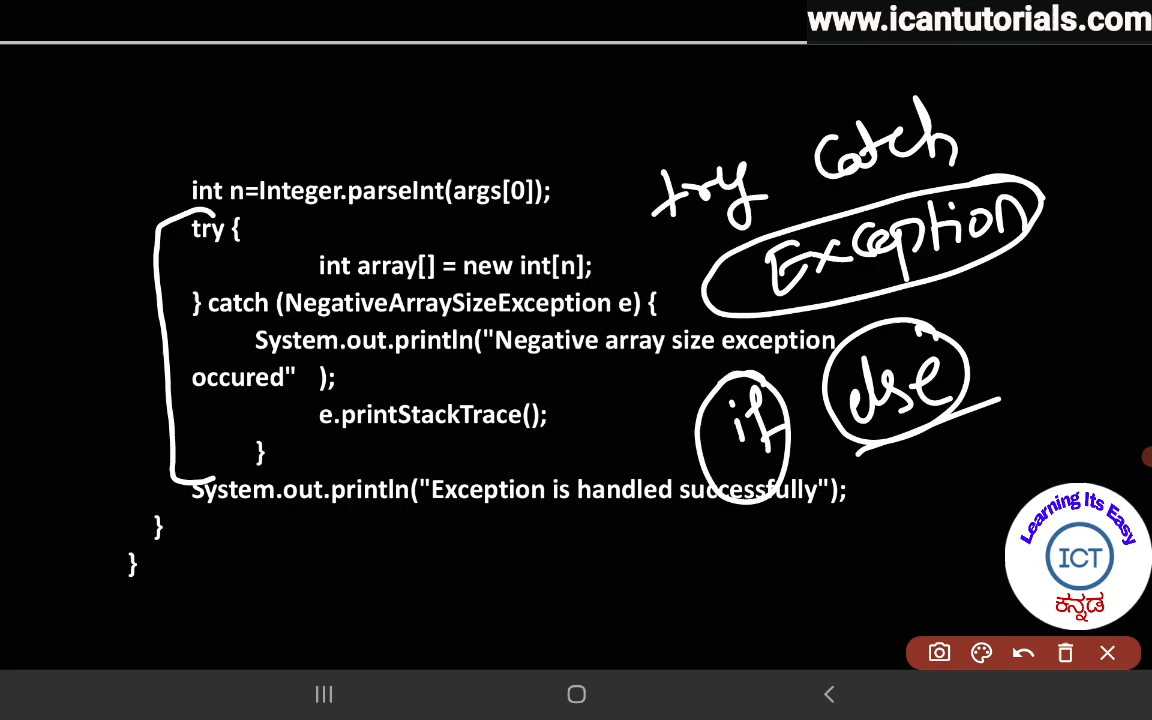 www.icantutorials.com
try catch
int n=Integer.parseInt(args[0]);
Exception
try {
int array[] = new int[n];
} catch (NegativeArraySizeException e) {
System.out.println("Negative array size exception
occured" );
else
e.printStackTrace();
if
}
System.out.println("Exception is handled successfully");
}
}
Learning Its Easy
ICT
ಕನ್ನಡ